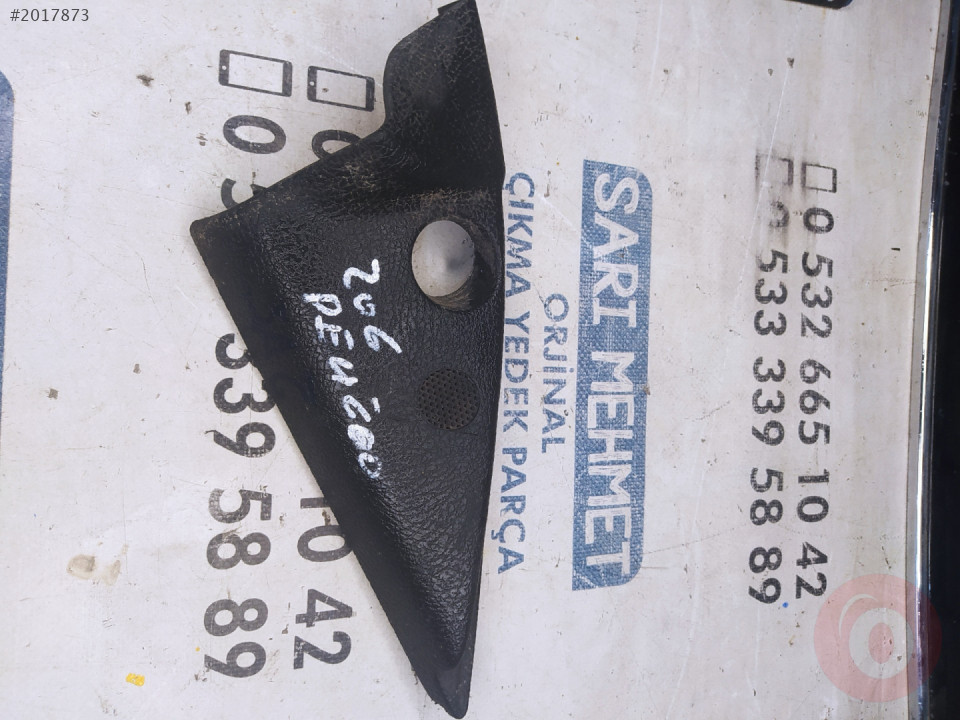 #2017873
0 532 665 10 42
0 533 339 58 89
SARI MEHMET
ORJİNAL
ÇIKMA YEDEK PARÇA
206
10 42
339 58 89